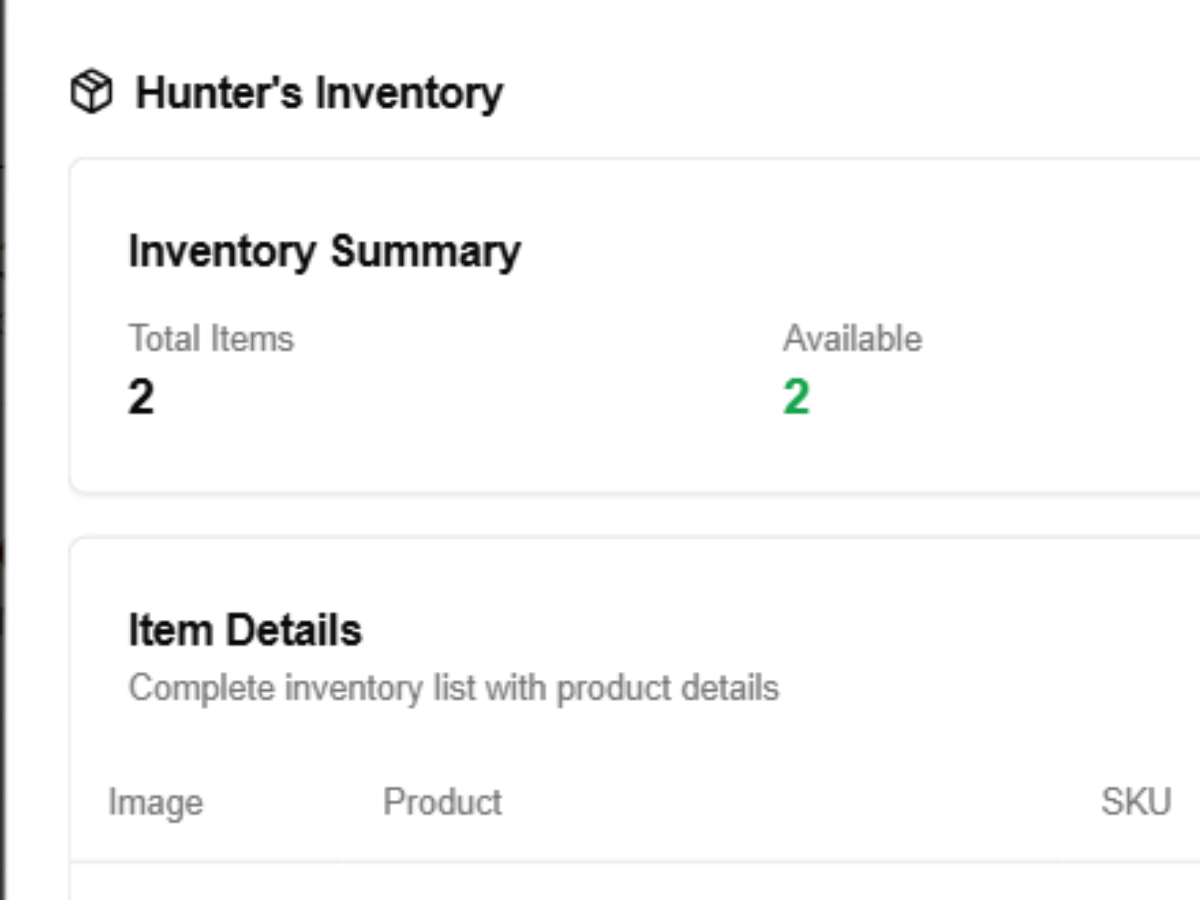 Hunter's Inventory
Inventory Summary
Total Items Available
2 2
Item Details
Complete inventory list with product details
Image Product SKU